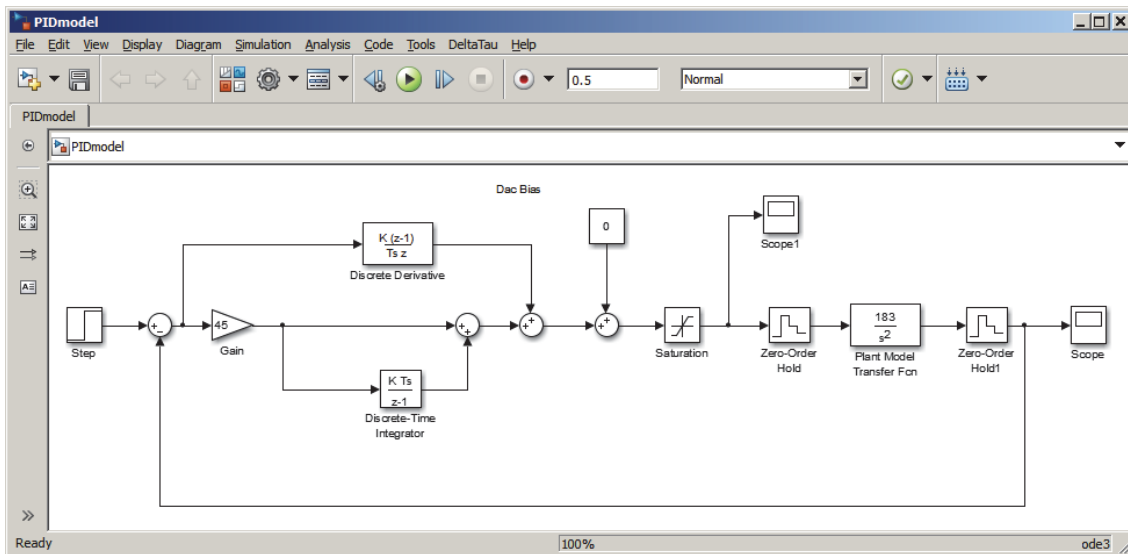 PIDmodel
File Edit View Display Diagram Simulation Analysis Code Tools DeltaTau Help
0.5 Normal
PIDmodel
PIDmodel
Dac Bias
K (z-1)
Ts z
Discrete Derivative
0
Scope1
Step
+
−
45
Gain
+
+
+
+
+
+
Saturation
Zero-Order
Hold
183
s2
Plant Model
Transfer Fcn
Zero-Order
Hold1
Scope
K Ts
z-1
Discrete-Time
Integrator
Ready 100% ode3